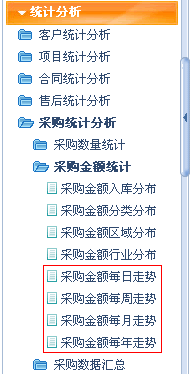 统计分析
客户统计分析
项目统计分析
合同统计分析
售后统计分析
采购统计分析
采购数量统计
采购金额统计
采购金额入库分布
采购金额分类分布
采购金额区域分布
采购金额行业分布
采购金额每日走势
采购金额每周走势
采购金额每月走势
采购金额每年走势
采购数据汇总